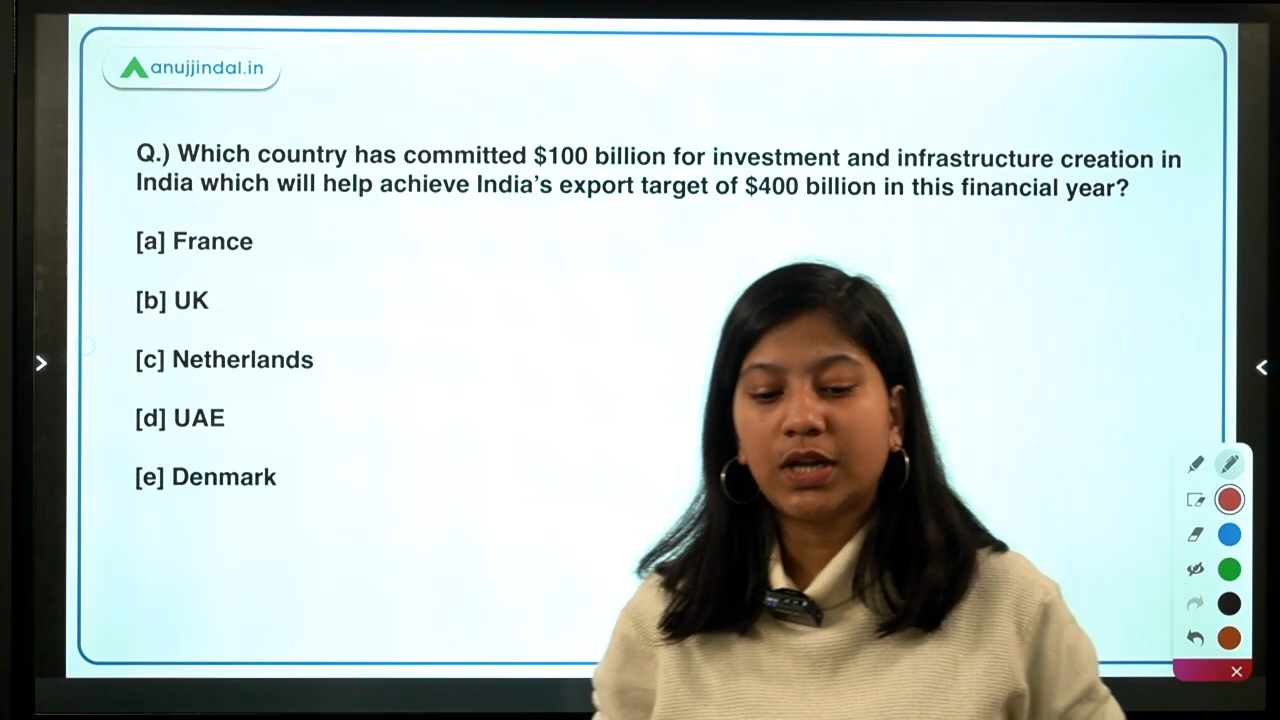 anujjindal.in
Q.) Which country has committed $100 billion for investment and infrastructure creation in
India which will help achieve India’s export target of $400 billion in this financial year?
[a] France
[b] UK
[c] Netherlands
[d] UAE
[e] Denmark